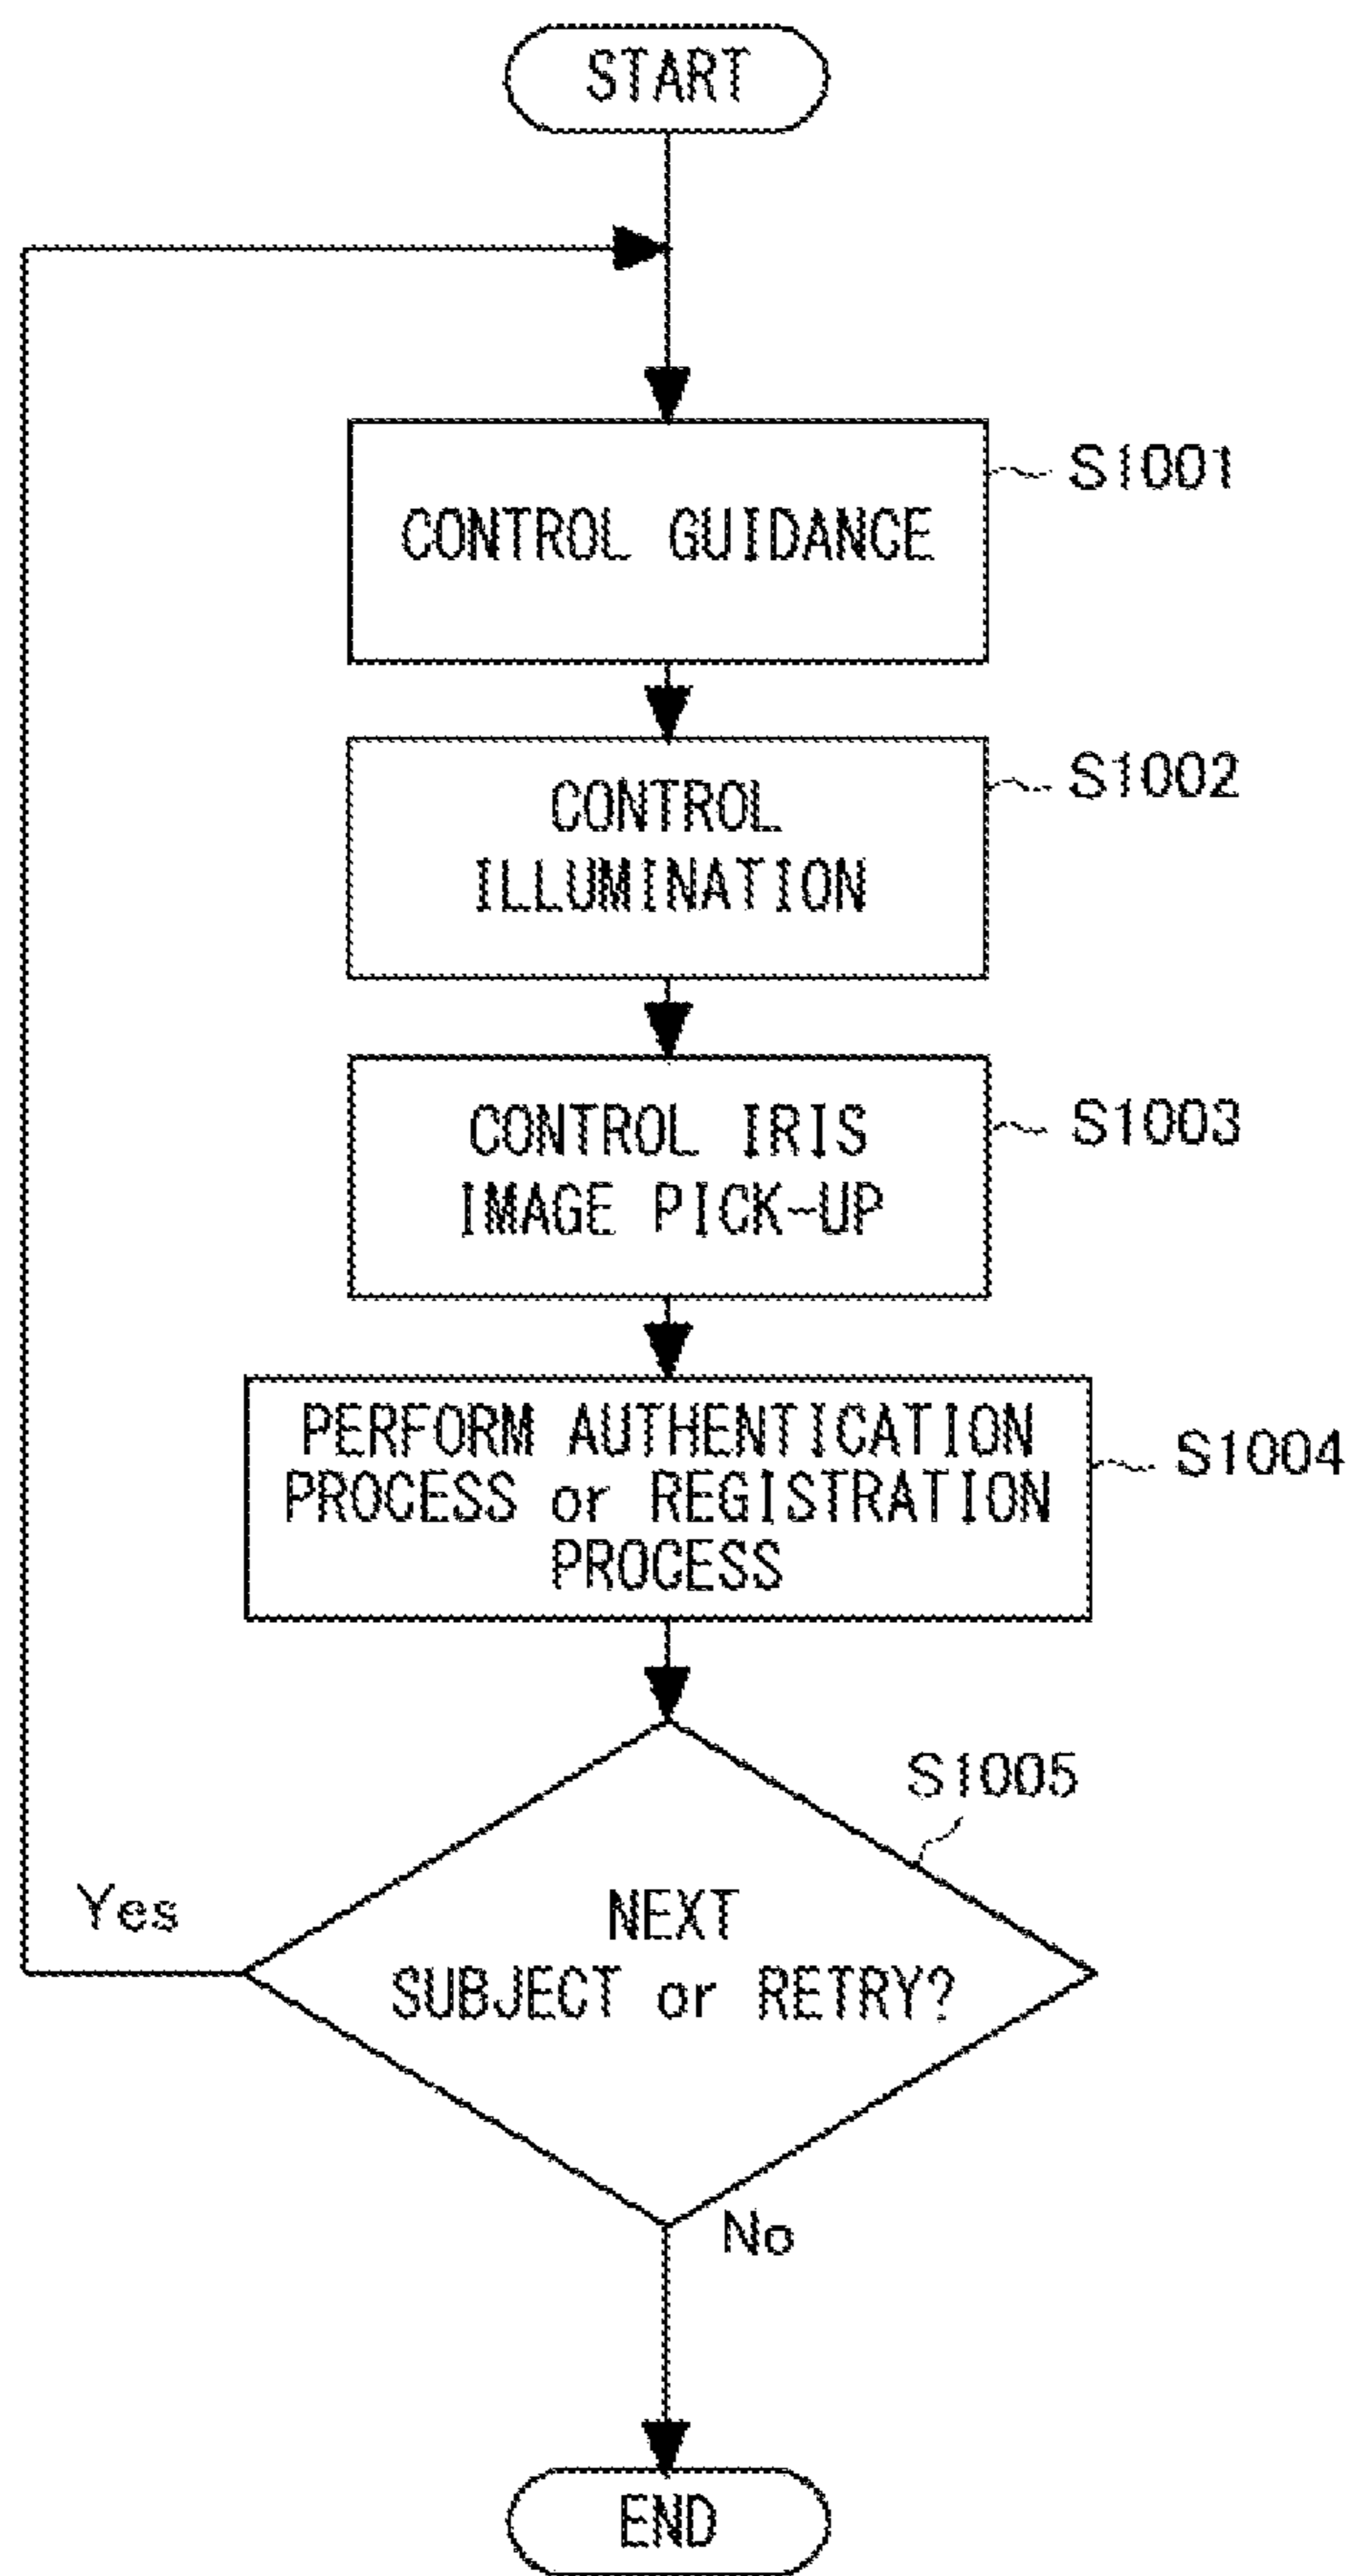 START
CONTROL GUIDANCE
S1001
CONTROL
ILLUMINATION
S1002
CONTROL IRIS
IMAGE PICK-UP
S1003
PERFORM AUTHENTICATION
PROCESS or REGISTRATION
PROCESS
S1004
S1005
NEXT
SUBJECT or RETRY?
Yes
No
END